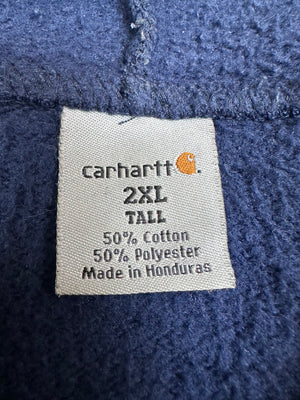 carhartt
2XL
TALL
50% Cotton
50% Polyester
Made in Honduras